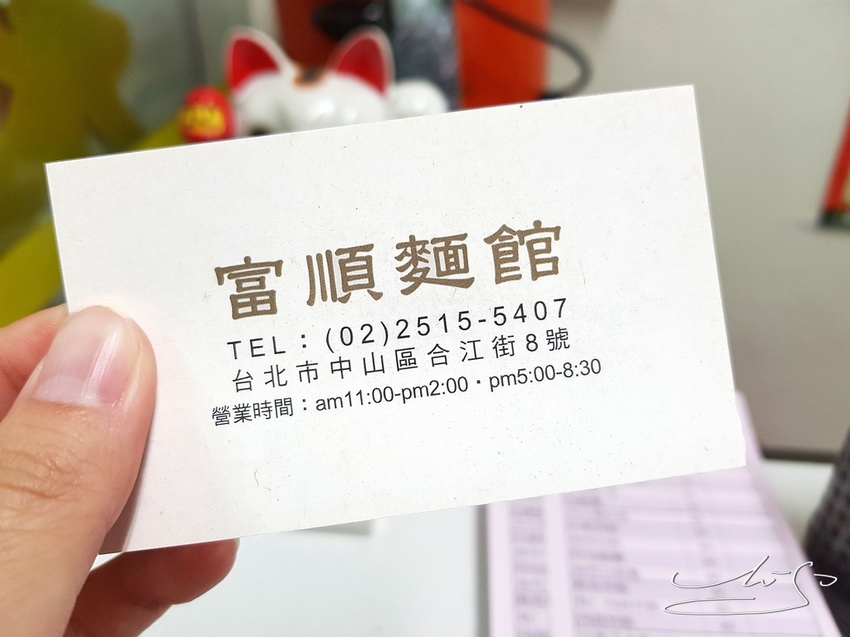 富順麵館
TEL：(02)2515-5407
台北市中山區合江街8號
營業時間：am11:00-pm2:00・pm5:00-8:30